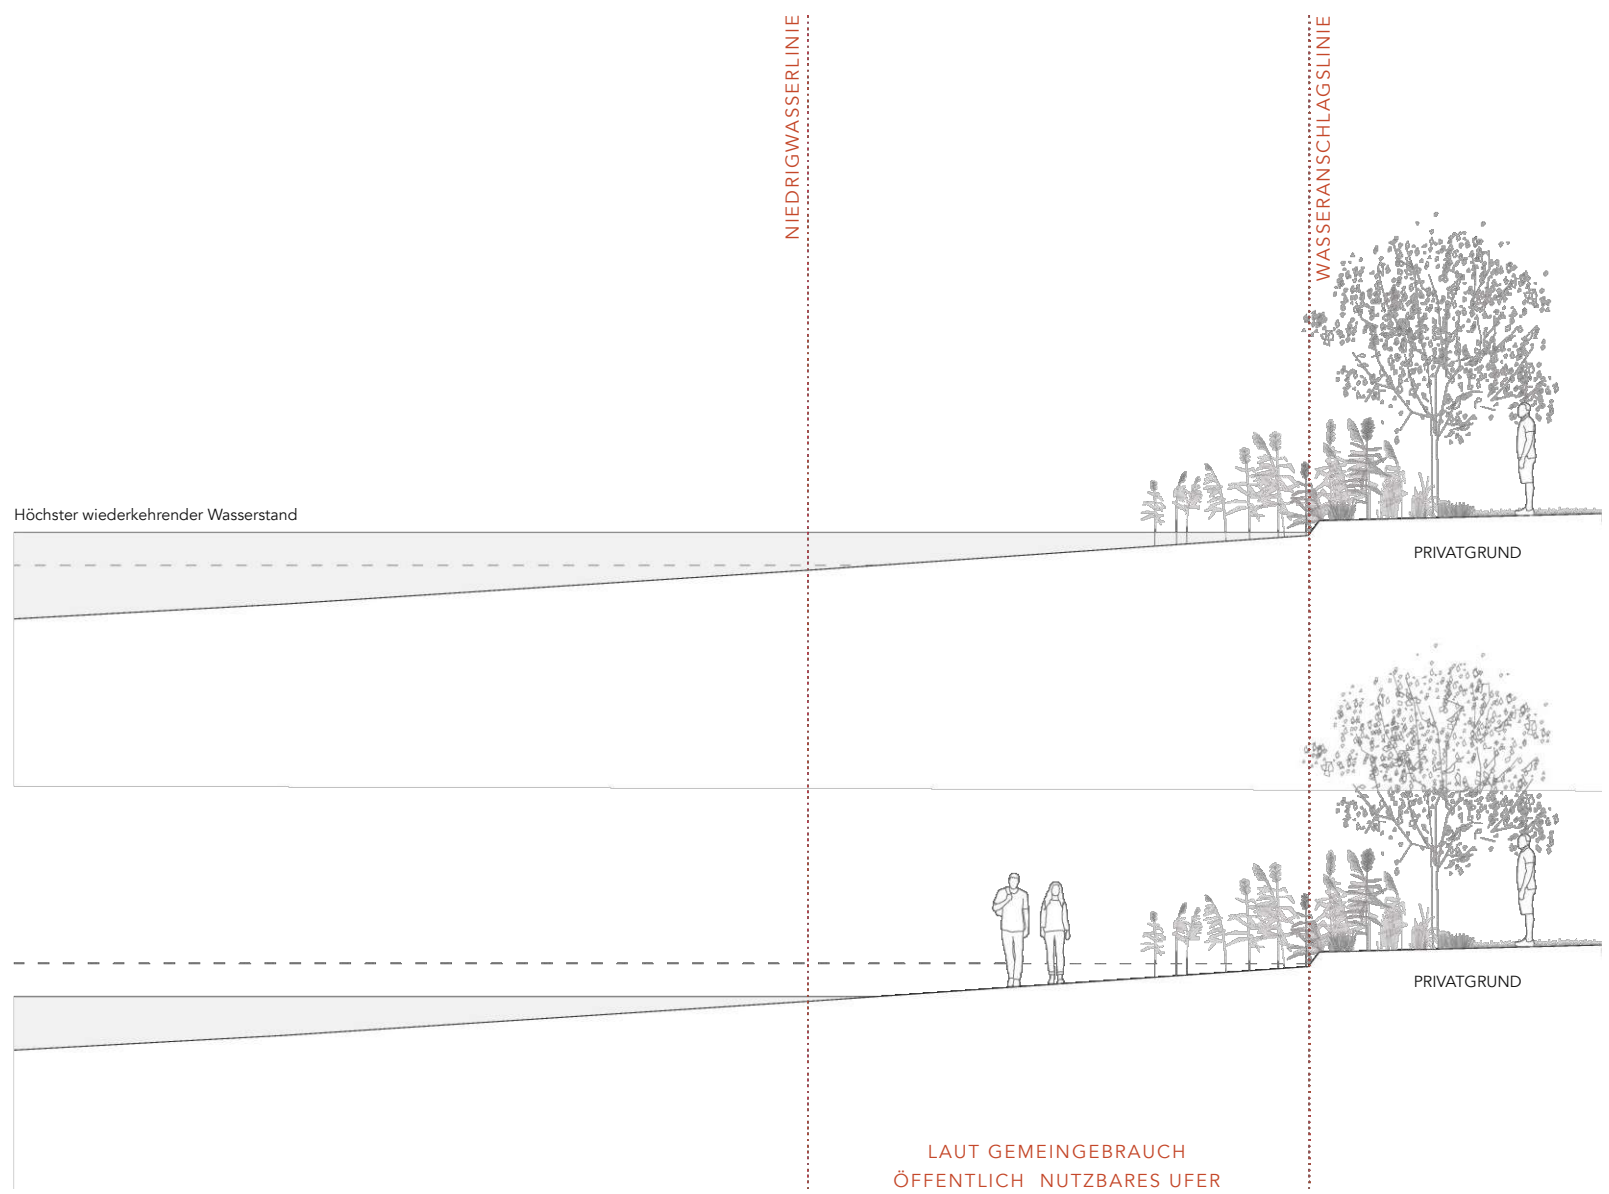 NIEDRIGWASSERLINIE
WASSERANSCHLAGSLINIE
Höchster wiederkehrender Wasserstand
PRIVATGRUND
PRIVATGRUND
LAUT GEMEINGEBRAUCH
ÖFFENTLICH NUTZBARES UFER